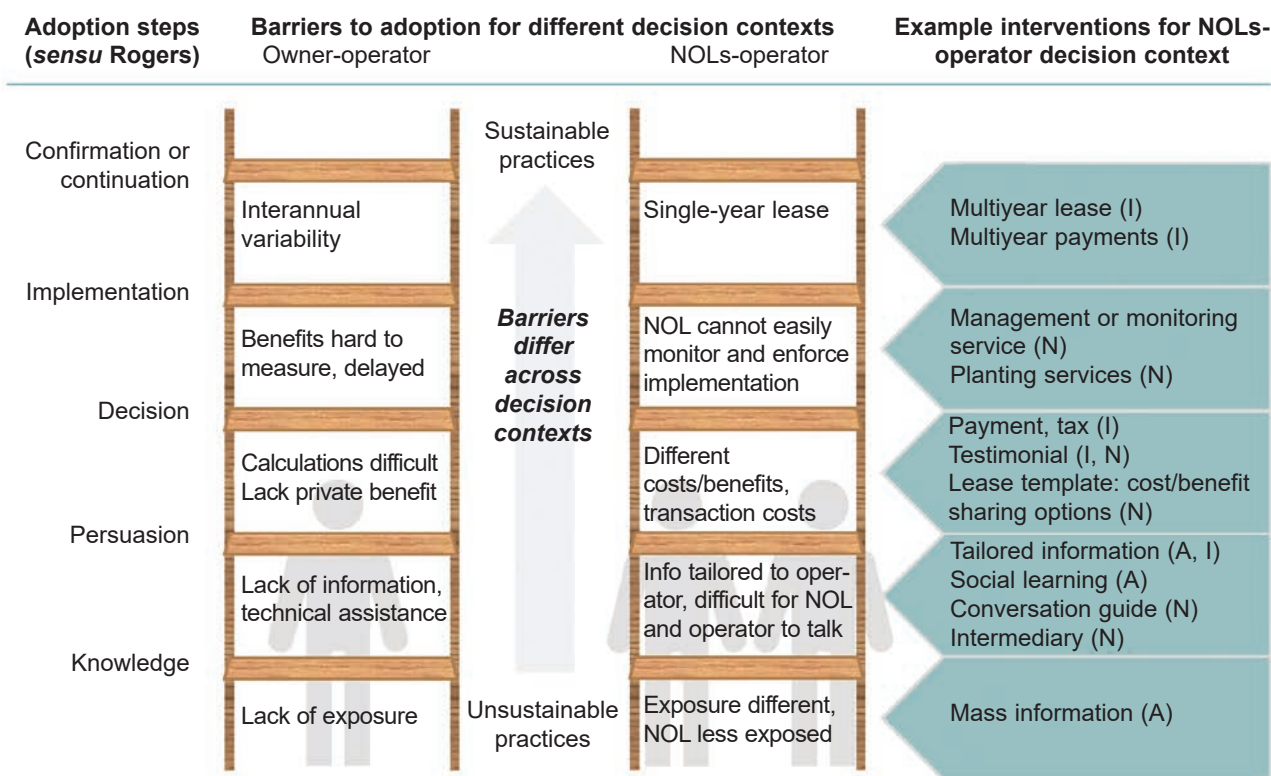 Adoption steps
(sensu Rogers)
Barriers to adoption for different decision contexts
Owner-operator
NOLs-operator
Example interventions for NOLs-
operator decision context
Confirmation or
continuation
Implementation
Decision
Persuasion
Knowledge
Interannual
variability
Benefits hard to
measure, delayed
Calculations difficult
Lack private benefit
Lack of information,
technical assistance
Lack of exposure
Sustainable
practices
Barriers
differ
across
decision
contexts
Unsustainable
practices
Single-year lease
NOL cannot easily
monitor and enforce
implementation
Different
costs/benefits,
transaction costs
Info tailored to oper-
ator, difficult for NOL
and operator to talk
Exposure different,
NOL less exposed
Multiyear lease (I)
Multiyear payments (I)
Management or monitoring
service (N)
Planting services (N)
Payment, tax (I)
Testimonial (I, N)
Lease template: cost/benefit
sharing options (N)
Tailored information (A, I)
Social learning (A)
Conversation guide (N)
Intermediary (N)
Mass information (A)